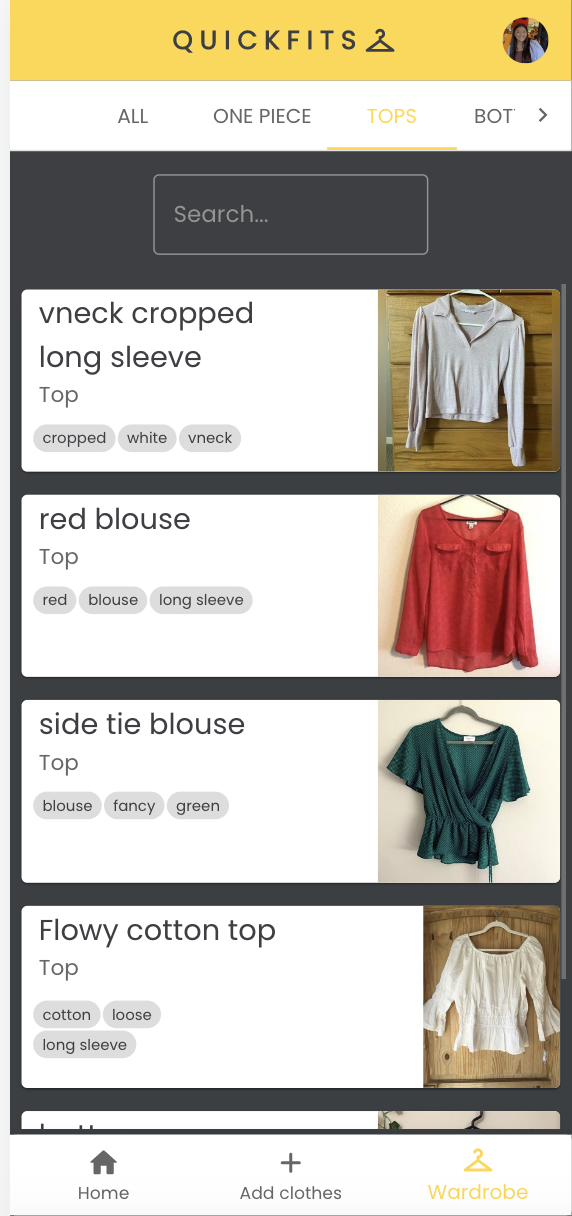 QUICKFITS
ALL ONE PIECE TOPS BOT
Search...
vneck cropped
long sleeve
Top
cropped white vneck
red blouse
Top
red blouse long sleeve
side tie blouse
Top
blouse fancy green
Flowy cotton top
Top
cotton loose
long sleeve
Home Add clothes Wardrobe